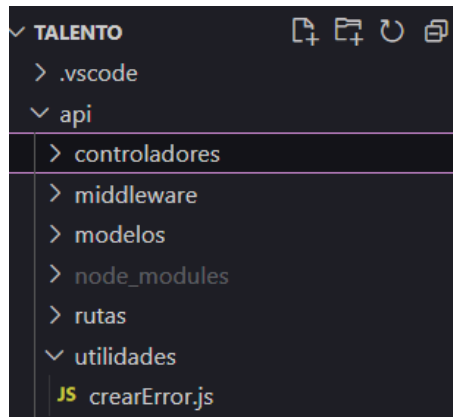 TALENTO
.vscode
api
controladores
middleware
modelos
node_modules
rutas
utilidades
JS crearError.js